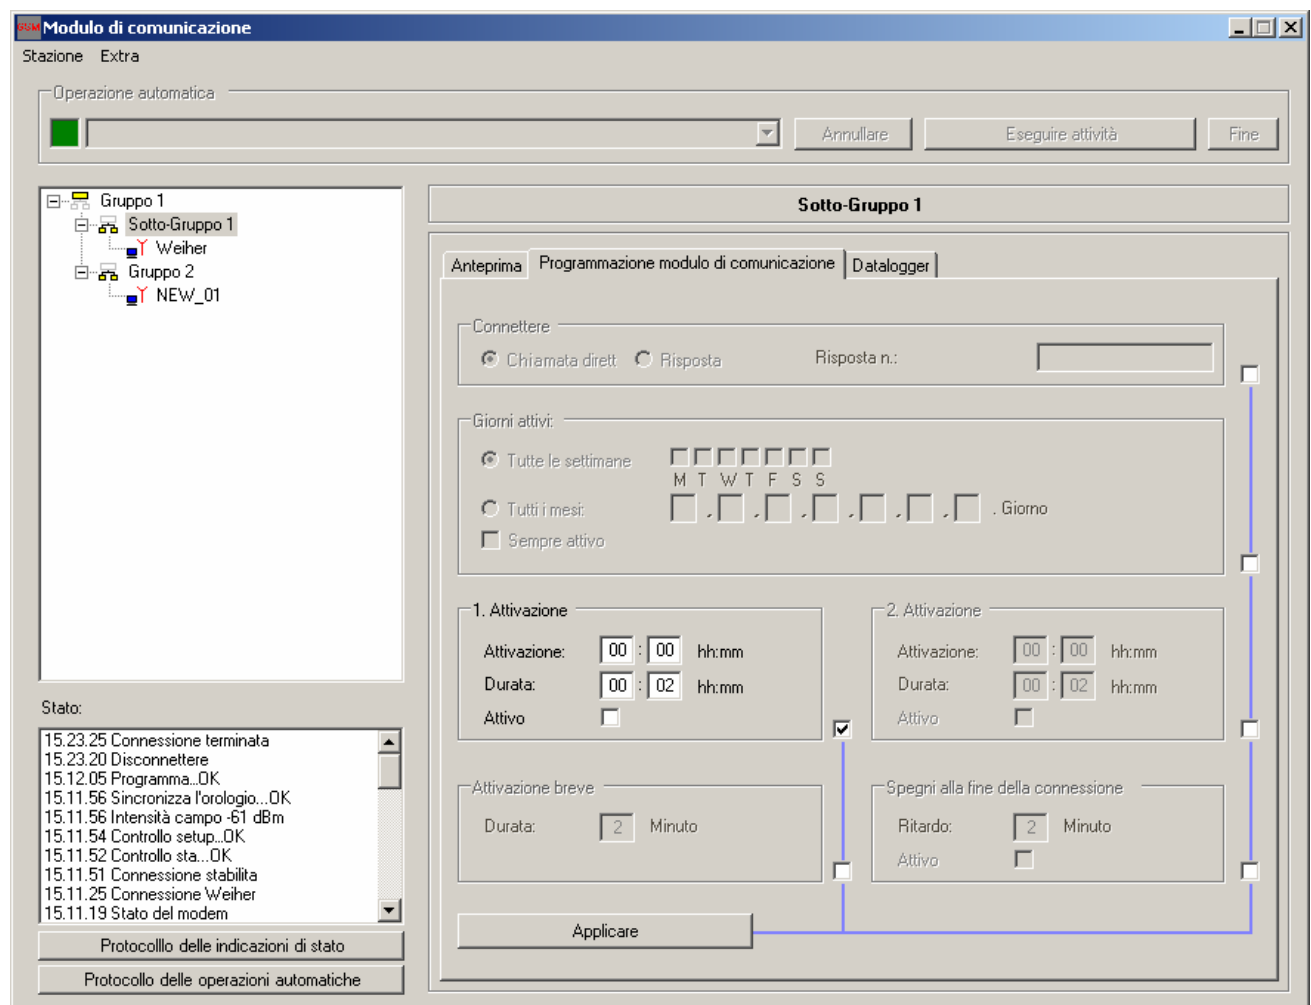 GSM Modulo di comunicazione
Stazione Extra
Operazione automatica
Annullare Eseguire attività Fine
Gruppo 1
Sotto-Gruppo 1
Weiher
Gruppo 2
NEW_01
Stato:
15.23.25 Connessione terminata
15.23.20 Disconnettere
15.12.05 Programma...OK
15.11.56 Sincronizza l'orologio...OK
15.11.56 Intensità campo -61 dBm
15.11.54 Controllo setup...OK
15.11.52 Controllo sta...OK
15.11.51 Connessione stabilita
15.11.25 Connessione Weiher
15.11.19 Stato del modem
Protocolllo delle indicazioni di stato
Protocollo delle operazioni automatiche
Sotto-Gruppo 1
Anteprima Programmazione modulo di comunicazione Datalogger
Connettere
Chiamata dirett Risposta Risposta n.:
Giorni attivi:
Tutte le settimane
M T W T F S S
Tutti i mesi: , , , , , , . Giorno
Sempre attivo
1. Attivazione
Attivazione: 00 : 00 hh:mm
Durata: 00 : 02 hh:mm
Attivo
2. Attivazione
Attivazione: 00 : 00 hh:mm
Durata: 00 : 02 hh:mm
Attivo
Attivazione breve
Durata: 2 Minuto
Spegni alla fine della connessione
Ritardo: 2 Minuto
Attivo
Applicare